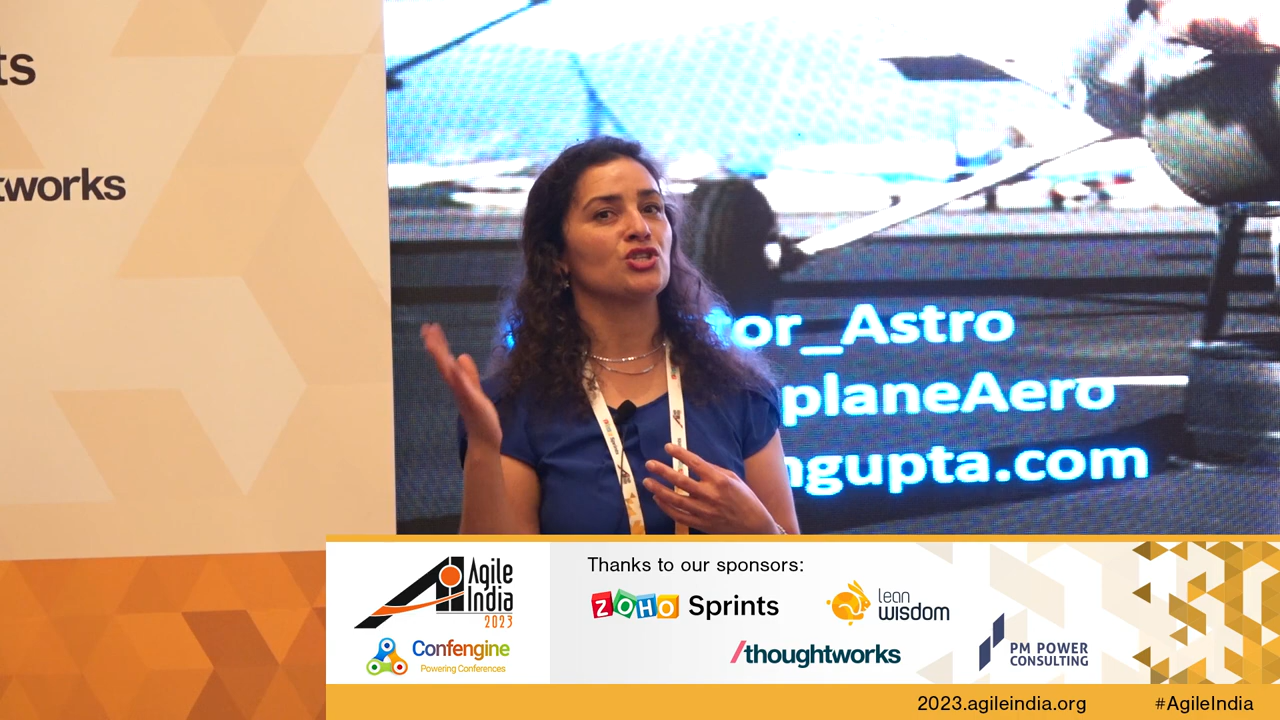 ts
tworks
tor_Astro
planeAero
ngupta.com
Agile
India
2023
Confengine
Powering Conferences
Thanks to our sponsors:
ZOHO Sprints
lean
wisdom
/thoughtworks
PM POWER
CONSULTING
2023.agileindia.org
#AgileIndia